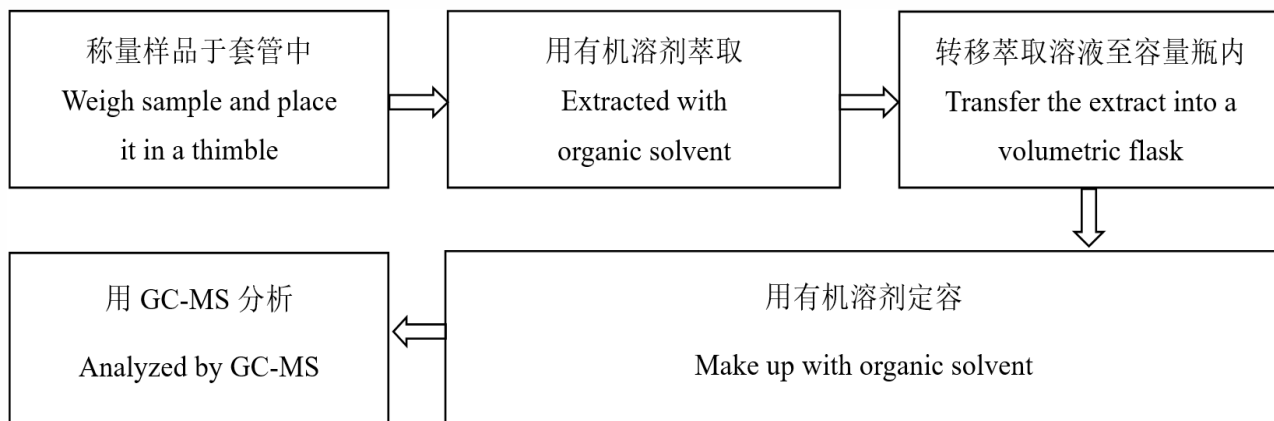 称量样品于套管中
Weigh sample and place
it in a thimble
用有机溶剂萃取
Extracted with
organic solvent
转移萃取溶液至容量瓶内
Transfer the extract into a
volumetric flask
用有机溶剂定容
Make up with organic solvent
用 GC-MS 分析
Analyzed by GC-MS